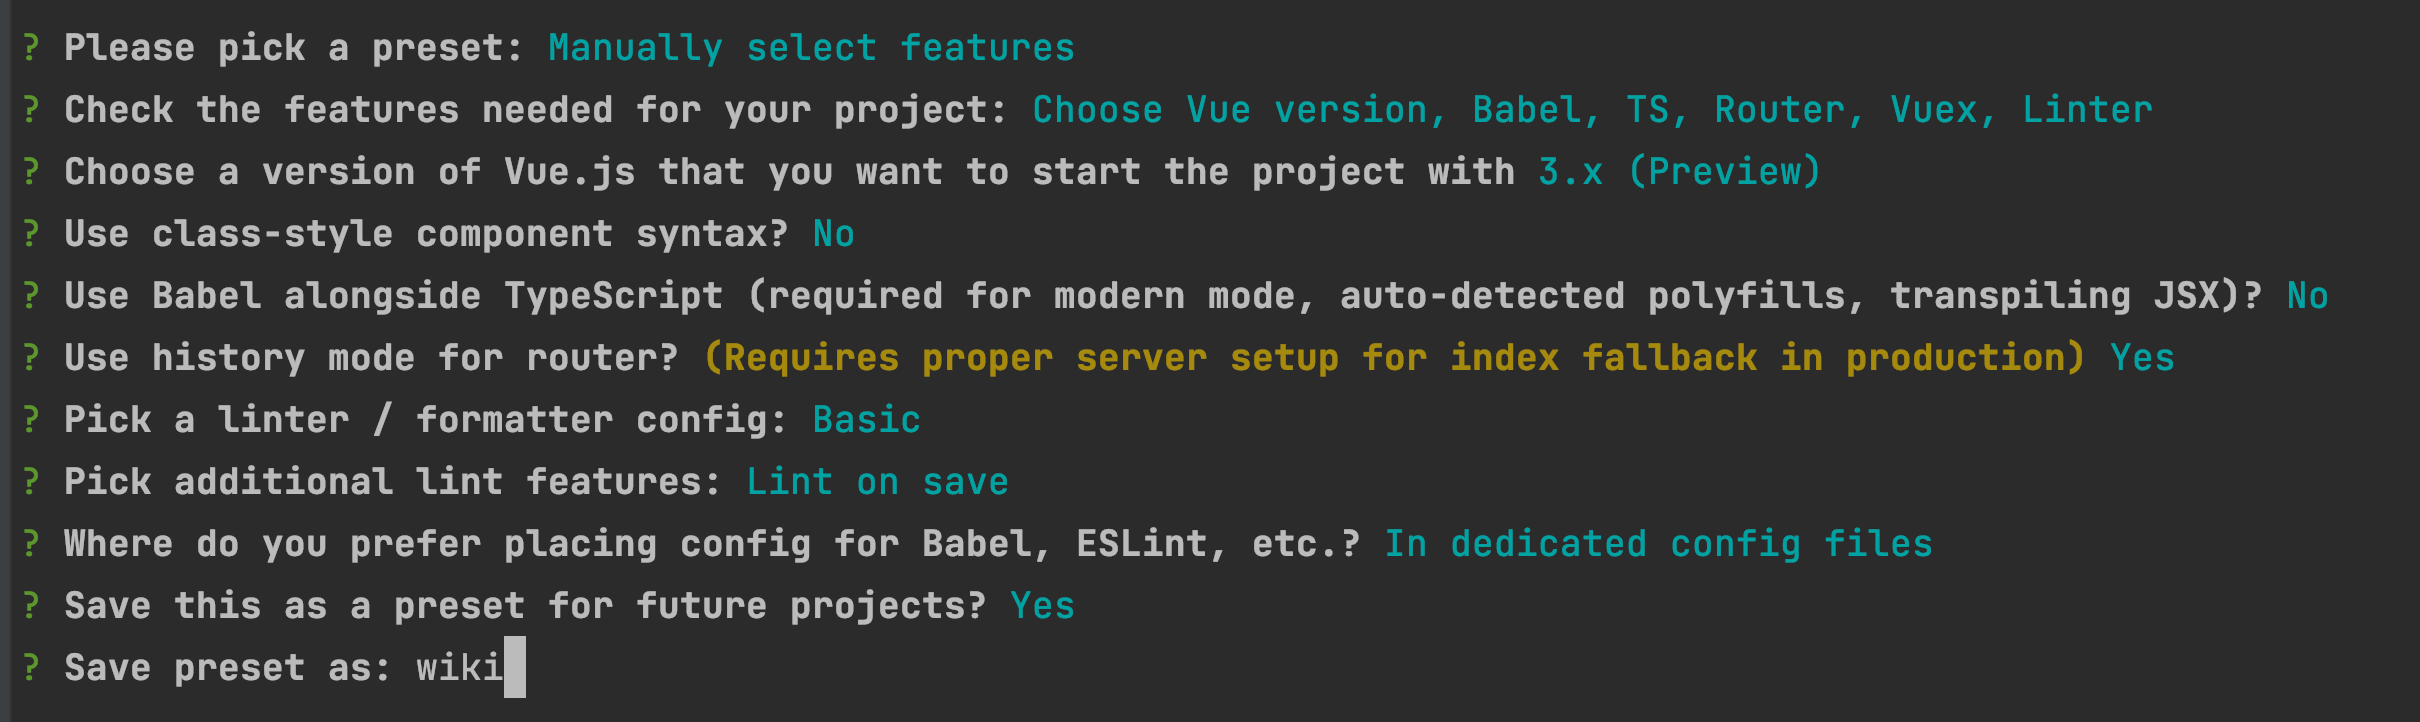 ? Please pick a preset: Manually select features
? Check the features needed for your project: Choose Vue version, Babel, TS, Router, Vuex, Linter
? Choose a version of Vue.js that you want to start the project with 3.x (Preview)
? Use class-style component syntax? No
? Use Babel alongside TypeScript (required for modern mode, auto-detected polyfills, transpiling JSX)? No
? Use history mode for router? (Requires proper server setup for index fallback in production) Yes
? Pick a linter / formatter config: Basic
? Pick additional lint features: Lint on save
? Where do you prefer placing config for Babel, ESLint, etc.? In dedicated config files
? Save this as a preset for future projects? Yes
? Save preset as: wiki